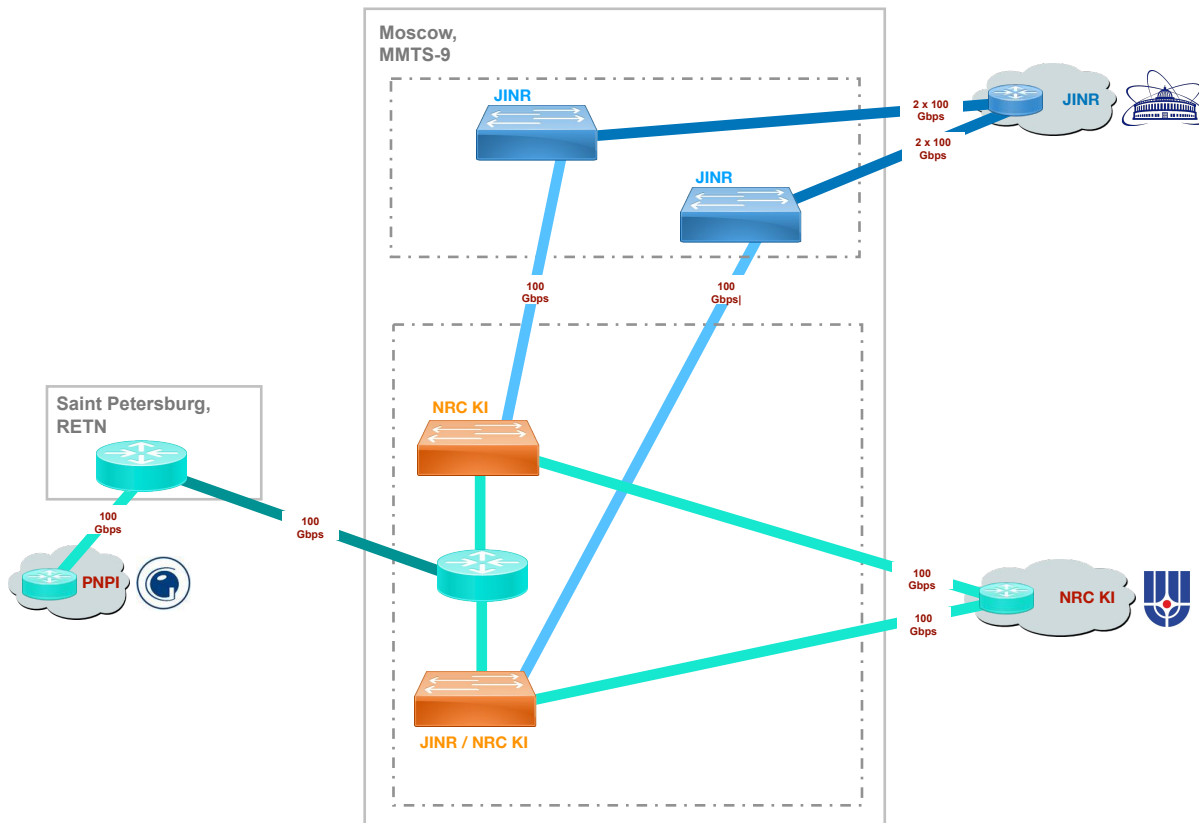 Moscow,
MMTS-9
JINR
JINR
2 x 100
Gbps
2 x 100
Gbps
JINR
100
Gbps
100
Gbps|
Saint Petersburg,
RETN
100
Gbps
PNPI
100
Gbps
NRC KI
100
Gbps
100
Gbps
NRC KI
JINR / NRC KI